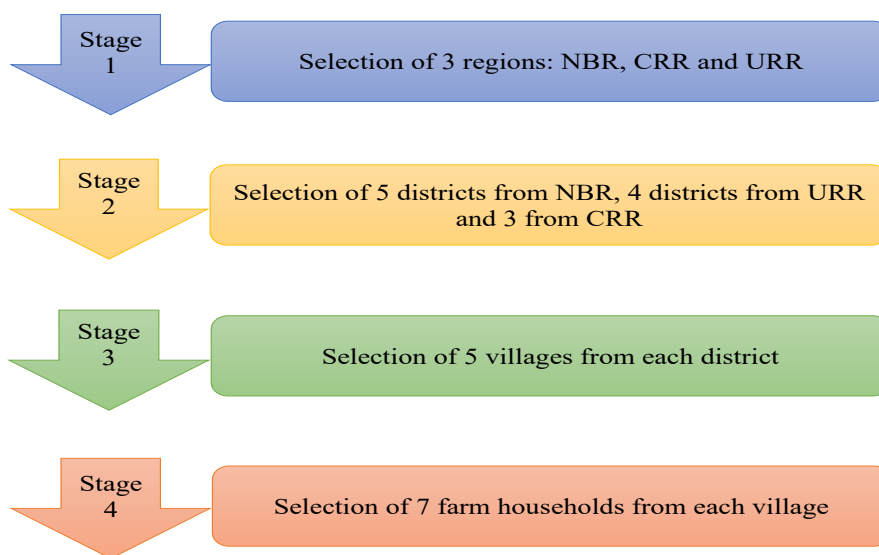 Stage
1
Selection of 3 regions: NBR, CRR and URR
Stage
2
Selection of 5 districts from NBR, 4 districts from URR
and 3 from CRR
Stage
3
Selection of 5 villages from each district
Stage
4
Selection of 7 farm households from each village